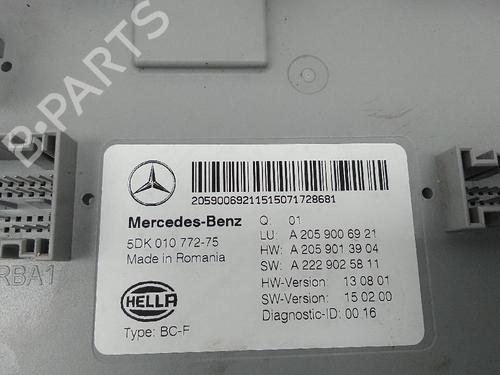 20590069211515071728681
Mercedes-Benz
Q: 01
5DK 010 772-75
LU: A 205 900 69 21
Made in Romania
HW: A 205 901 39 04
SW: A 222 902 58 11
HELLA
HW-Version: 13 08 01
SW-Version: 15 02 00
Type: BC-F
Diagnostic-ID: 00 16
RBA1
B-PARTS